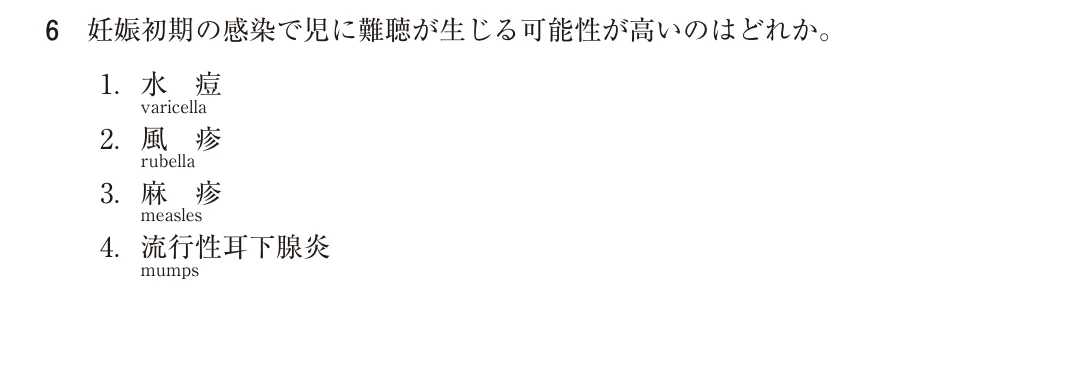 6 妊娠初期の感染で児に難聴が生じる可能性が高いのはどれか。
1. 水　痘
varicella
2. 風　疹
rubella
3. 麻　疹
measles
4. 流行性耳下腺炎
mumps